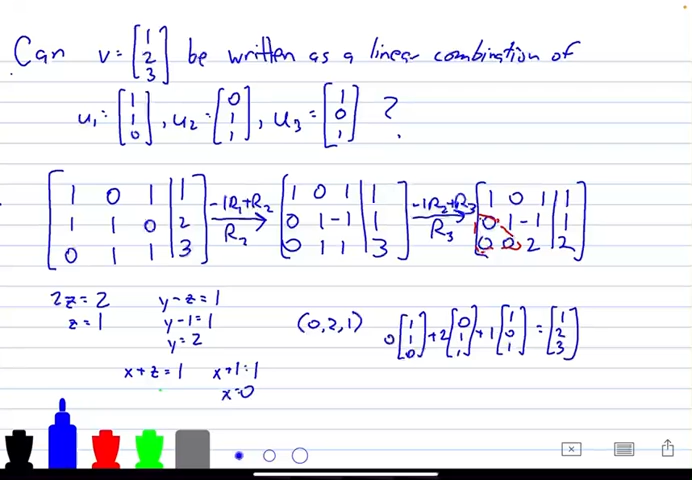 Can v = [1 2 3] be written as a linear combination of
u₁ = [1 1 0], u₂ = [0 1 1], u₃ = [1 0 1] ?
[1 0 1 | 1] -1R₁+R₂ [1 0 1 | 1] -1R₂+R₃ [1 0 1 | 1]
[1 1 0 | 2] R₂ [0 1 -1 | 1] R₃ [0 1 -1 | 1]
[0 1 1 | 3] [0 1 1 | 3] [0 0 2 | 2]
2z = 2 y - z = 1
z = 1 y - 1 = 1 (0, 2, 1) 0[1 1 0] + 2[0 1 1] + 1[1 0 1] = [1 2 3]
y = 2
x + z = 1 x + 1 = 1
x = 0